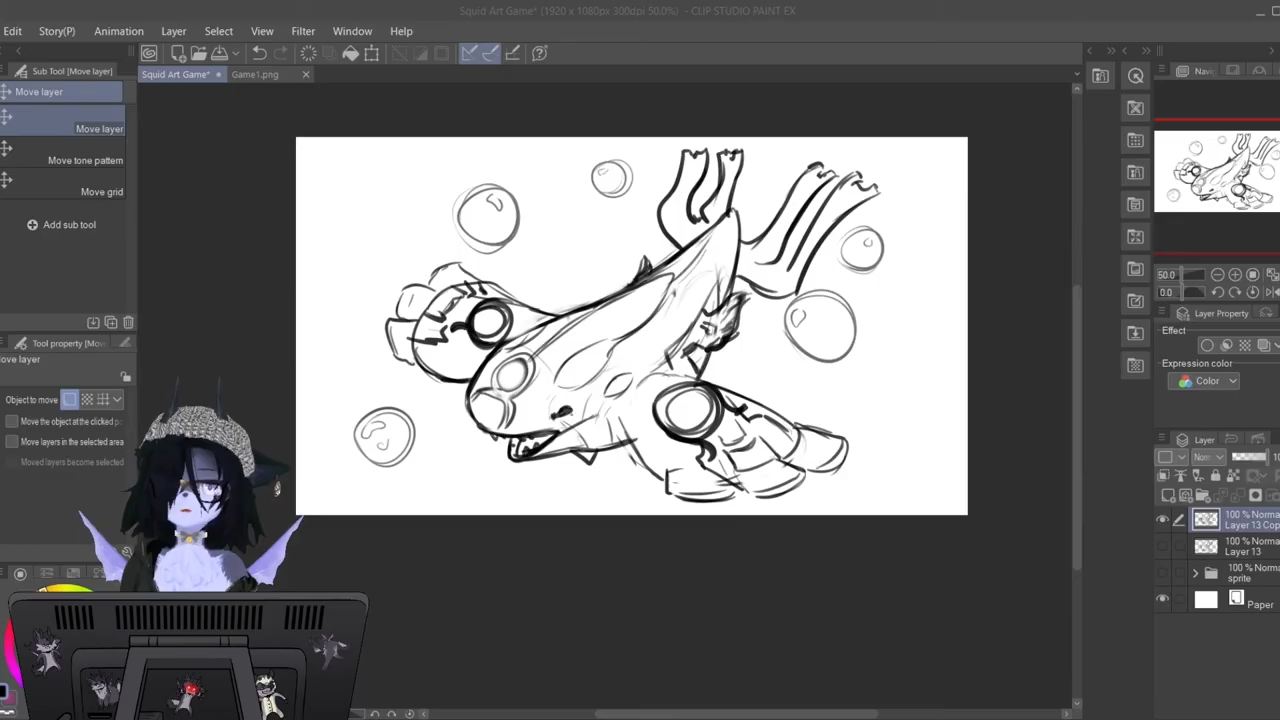 Squid Art Game* (1920 x 1080px 300dpi 50.0%) - CLIP STUDIO PAINT EX
Edit Story(P) Animation Layer Select View Filter Window Help
Sub Tool [Move layer]
Squid Art Game* Game1.png
Move layer
Move layer
Move tone pattern
Move grid
Add sub tool
Tool property [Mov
ove layer
Object to move
Move the object at the clicked p
Move layers in the selected area
Moved layers become selected
Navi
50.0
0.0
Layer Property
Effect
Expression color
Color
Layer
Norm 10
100 % Norma
Layer 13 Cop
100 % Norma
Layer 13
100 % Norma
sprite
Paper